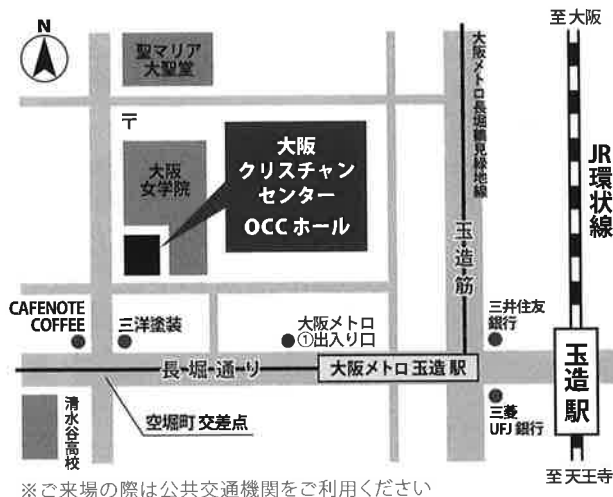 至大阪
N
聖マリア
大聖堂
大阪メトロ長堀鶴見緑地線
〒
大阪
女学院
大阪
クリスチャン
センター
OCC ホール
JR
環状線
玉造筋
CAFENOTE
COFFEE
三洋塗装
大阪メトロ
①出入り口
三井住友
銀行
長堀通り
大阪メトロ 玉造 駅
玉造駅
清水谷高校
空堀町 交差点
三菱
UFJ 銀行
至天王寺
※ご来場の際は公共交通機関をご利用ください